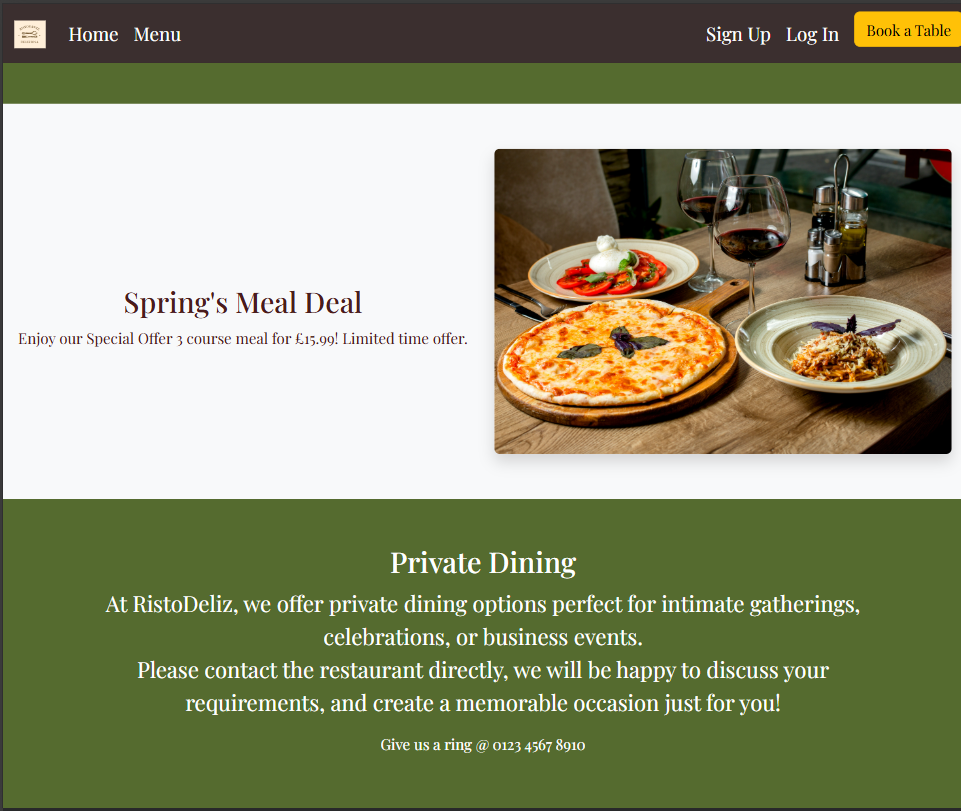 Home Menu Sign Up Log In Book a Table
Spring's Meal Deal
Enjoy our Special Offer 3 course meal for £15.99! Limited time offer.
Private Dining
At RistoDeliz, we offer private dining options perfect for intimate gatherings,
celebrations, or business events.
Please contact the restaurant directly, we will be happy to discuss your
requirements, and create a memorable occasion just for you!
Give us a ring @ 0123 4567 8910